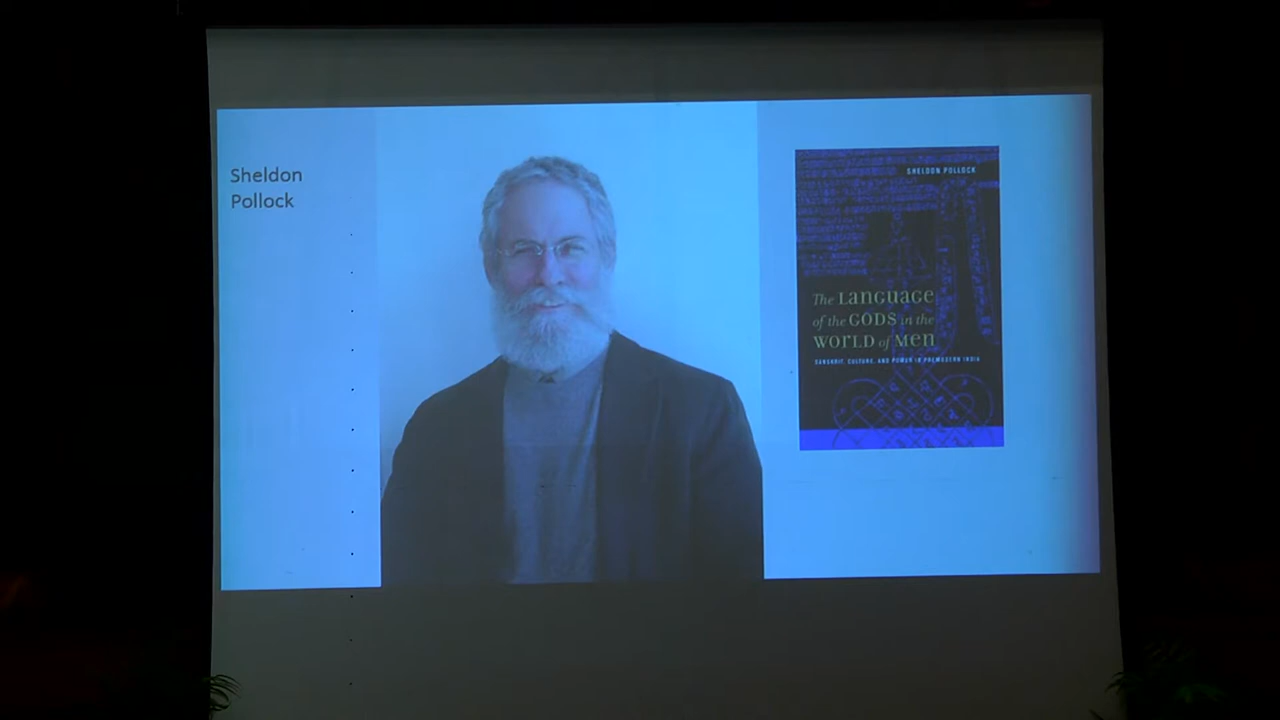 Sheldon
Pollock
SHELDON POLLOCK
The LANGUAGE
of the GODS in the
WORLD of MEN
SANSKRIT, CULTURE, AND POWER IN PREMODERN INDIA